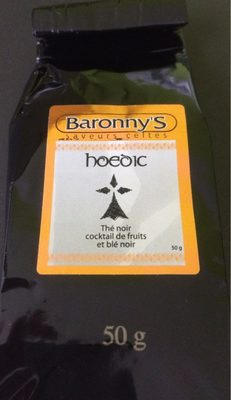 Baronny'S
saveurs celtes
hoedic
Thé noir
cocktail de fruits
et blé noir
50 g
50 g